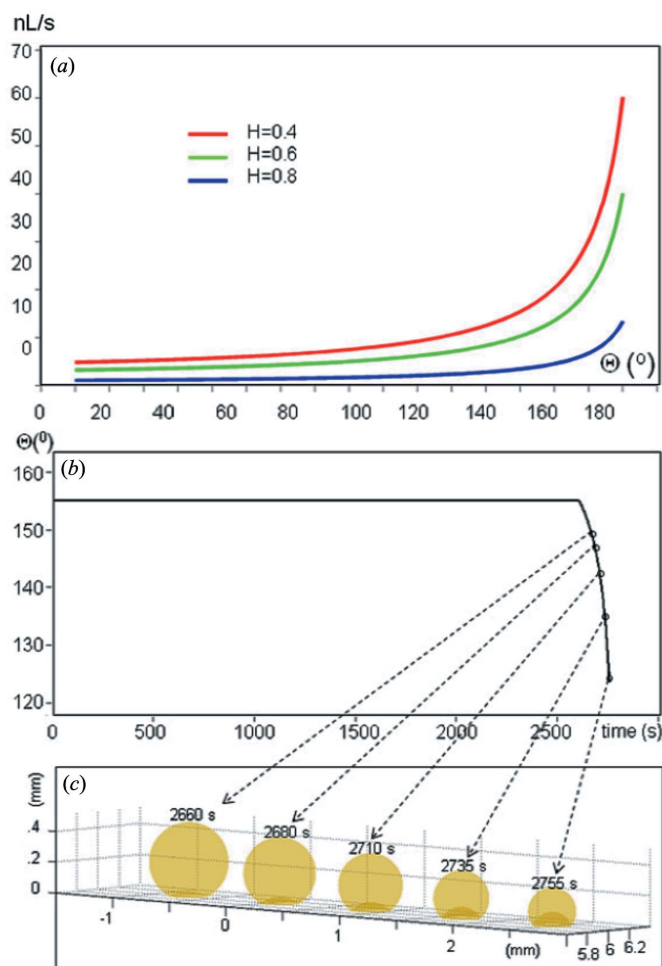 nL/s
70
(a)
60
H=0.4
H=0.6
50
H=0.8
40
30
20
10
0
Θ (°)
0 20 40 60 80 100 120 140 160 180
Θ(⁰)
160
(b)
150
140
130
120
0 500 1000 1500 2000 2500 time (s)
(mm)
(c)
2660 s
2680 s
2710 s
2735 s
2755 s
.4
.2
0
-1 0 1 2 (mm) 5.8 6 6.2